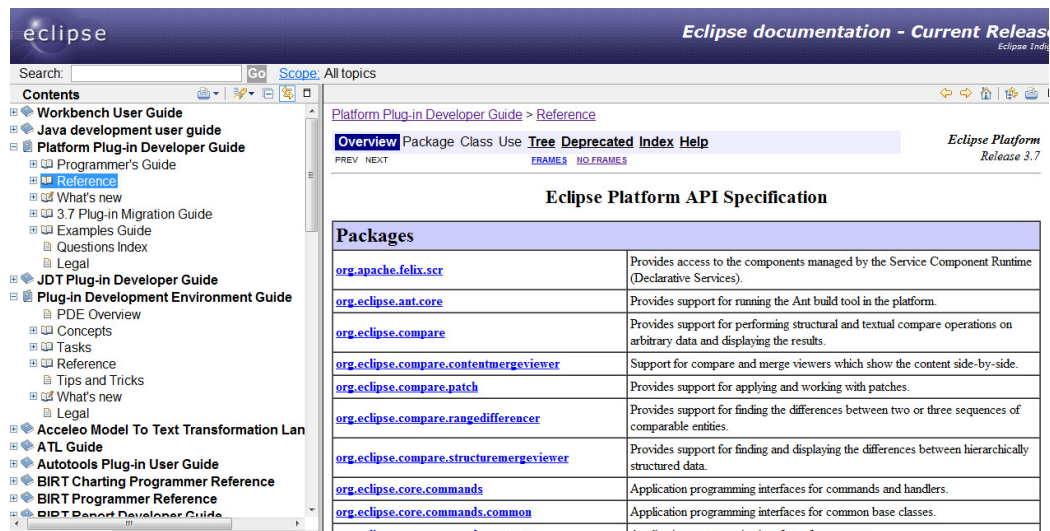 eclipse
Eclipse documentation - Current Releas
Eclipse Indig
Search:
Go
Scope: All topics
Contents
Workbench User Guide
Java development user guide
Platform Plug-in Developer Guide
Programmer's Guide
Reference
What's new
3.7 Plug-in Migration Guide
Examples Guide
Questions Index
Legal
JDT Plug-in Developer Guide
Plug-in Development Environment Guide
PDE Overview
Concepts
Tasks
Reference
Tips and Tricks
What's new
Legal
Acceleo Model To Text Transformation Lan
ATL Guide
Autotools Plug-in User Guide
BIRT Charting Programmer Reference
BIRT Programmer Reference
BIRT Report Developer Guide
Platform Plug-in Developer Guide > Reference
Overview Package Class Use Tree Deprecated Index Help
Eclipse Platform
Release 3.7
PREV NEXT
FRAMES NO FRAMES
Eclipse Platform API Specification
Packages
org.apache.felix.scr
Provides access to the components managed by the Service Component Runtime
(Declarative Services).
org.eclipse.ant.core
Provides support for running the Ant build tool in the platform.
org.eclipse.compare
Provides support for performing structural and textual compare operations on
arbitrary data and displaying the results.
org.eclipse.compare.contentmergeviewer
Support for compare and merge viewers which show the content side-by-side.
org.eclipse.compare.patch
Provides support for applying and working with patches.
org.eclipse.compare.rangedifferencer
Provides support for finding the differences between two or three sequences of
comparable entities.
org.eclipse.compare.structuremergeviewer
Provides support for finding and displaying the differences between hierarchically
structured data.
org.eclipse.core.commands
Application programming interfaces for commands and handlers.
org.eclipse.core.commands.common
Application programming interfaces for common base classes.